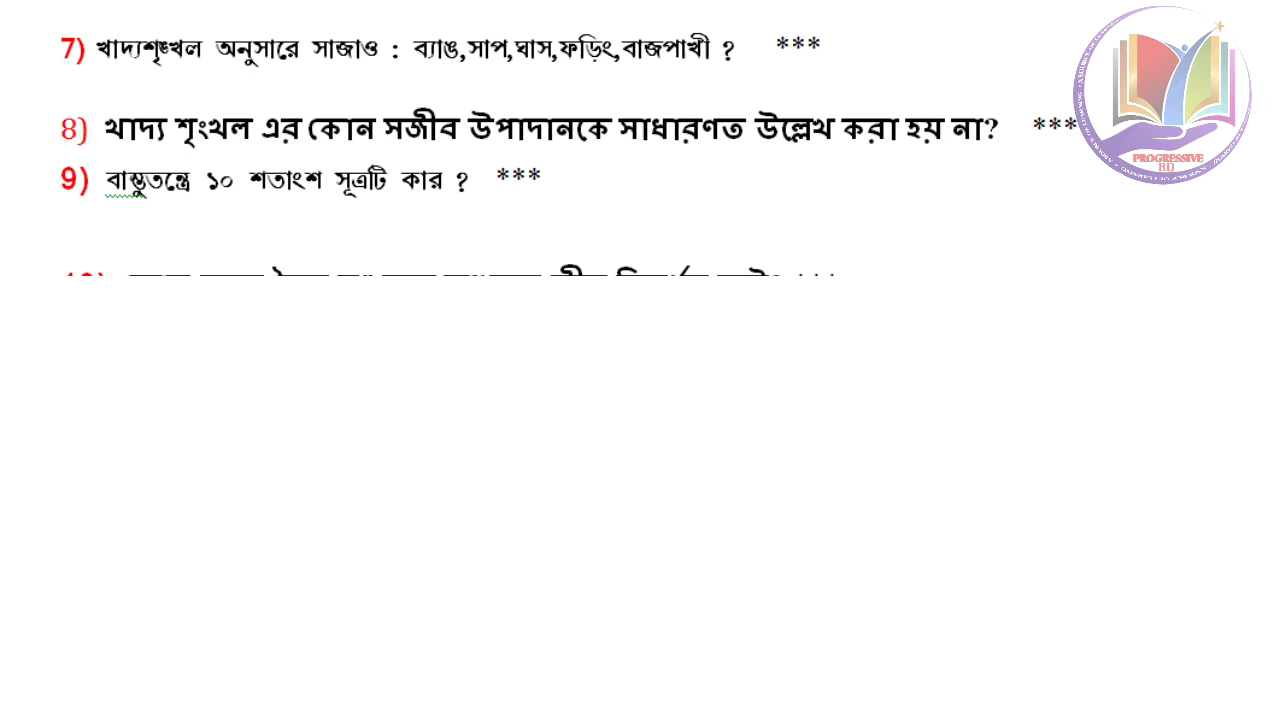 7) খাদ্যশৃঙ্খল অনুসারে সাজাও : ব্যাঙ,সাপ,ঘাস,ফড়িং,বাজপাখী ? ***
8) খাদ্য শৃংখল এর কোন সজীব উপাদানকে সাধারণত উল্লেখ করা হয় না? ***
9) বাস্তুতন্ত্রে ১০ শতাংশ সূত্রটি কার ? ***
PROGRESSIVE
BD